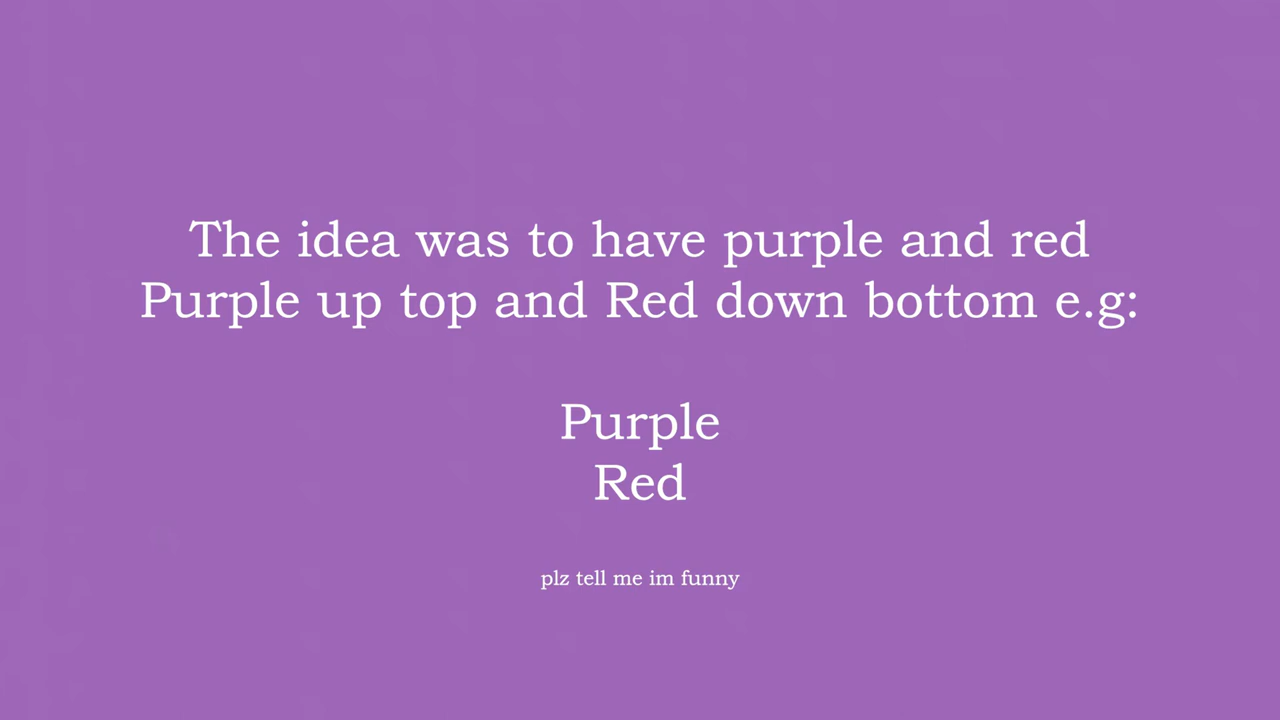 The idea was to have purple and red
Purple up top and Red down bottom e.g:
Purple
Red
plz tell me im funny